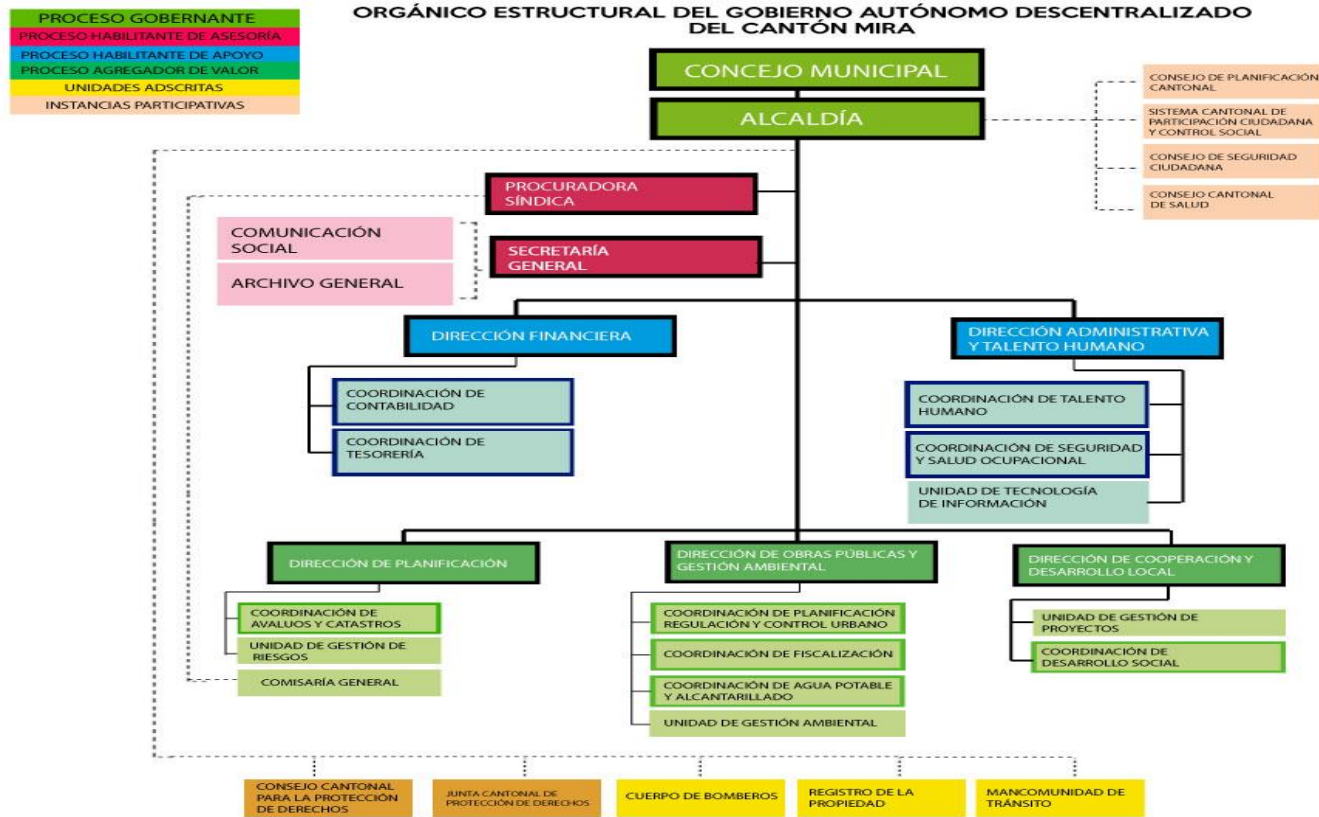 PROCESO GOBERNANTE
PROCESO HABILITANTE DE ASESORÍA
PROCESO HABILITANTE DE APOYO
PROCESO AGREGADOR DE VALOR
UNIDADES ADSCRITAS
INSTANCIAS PARTICIPATIVAS
ORGÁNICO ESTRUCTURAL DEL GOBIERNO AUTÓNOMO DESCENTRALIZADO
DEL CANTÓN MIRA
CONCEJO MUNICIPAL
ALCALDÍA
CONSEJO DE PLANIFICACIÓN
CANTONAL
SISTEMA CANTONAL DE
PARTICIPACIÓN CIUDADANA
Y CONTROL SOCIAL
CONSEJO DE SEGURIDAD
CIUDADANA
CONSEJO CANTONAL
DE SALUD
PROCURADORA
SÍNDICA
COMUNICACIÓN
SOCIAL
ARCHIVO GENERAL
SECRETARÍA
GENERAL
DIRECCIÓN FINANCIERA
DIRECCIÓN ADMINISTRATIVA
Y TALENTO HUMANO
COORDINACIÓN DE
CONTABILIDAD
COORDINACIÓN DE
TESORERÍA
COORDINACIÓN DE TALENTO
HUMANO
COORDINACIÓN DE SEGURIDAD
Y SALUD OCUPACIONAL
UNIDAD DE TECNOLOGÍA
DE INFORMACIÓN
DIRECCIÓN DE PLANIFICACIÓN
DIRECCIÓN DE OBRAS PÚBLICAS Y
GESTIÓN AMBIENTAL
DIRECCIÓN DE COOPERACIÓN Y
DESARROLLO LOCAL
COORDINACIÓN DE
AVALUOS Y CATASTROS
UNIDAD DE GESTIÓN DE
RIESGOS
COMISARÍA GENERAL
COORDINACIÓN DE PLANIFICACIÓN
REGULACIÓN Y CONTROL URBANO
COORDINACIÓN DE FISCALIZACIÓN
COORDINACIÓN DE AGUA POTABLE
Y ALCANTARILLADO
UNIDAD DE GESTIÓN AMBIENTAL
UNIDAD DE GESTIÓN DE
PROYECTOS
COORDINACIÓN DE
DESARROLLO SOCIAL
CONSEJO CANTONAL
PARA LA PROTECCIÓN
DE DERECHOS
JUNTA CANTONAL DE
PROTECCIÓN DE DERECHOS
CUERPO DE BOMBEROS
REGISTRO DE LA
PROPIEDAD
MANCOMUNIDAD DE
TRÁNSITO